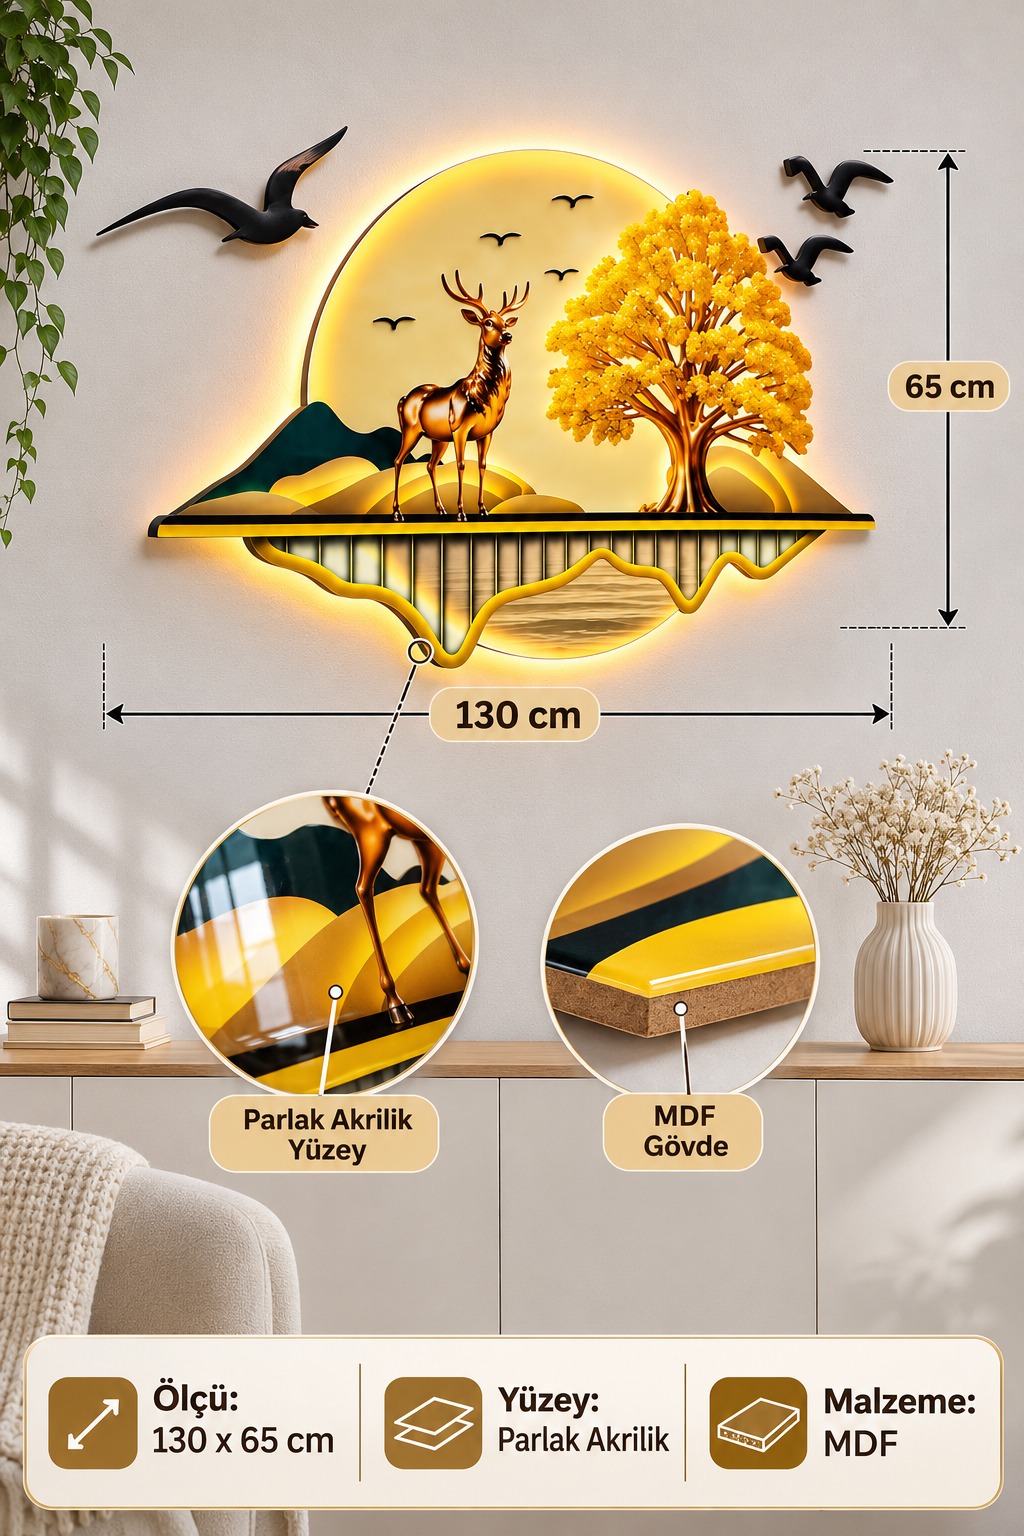 65 cm
130 cm
Parlak Akrilik
Yüzey
MDF
Gövde
Ölçü:
130 x 65 cm
Yüzey:
Parlak Akrilik
Malzeme:
MDF